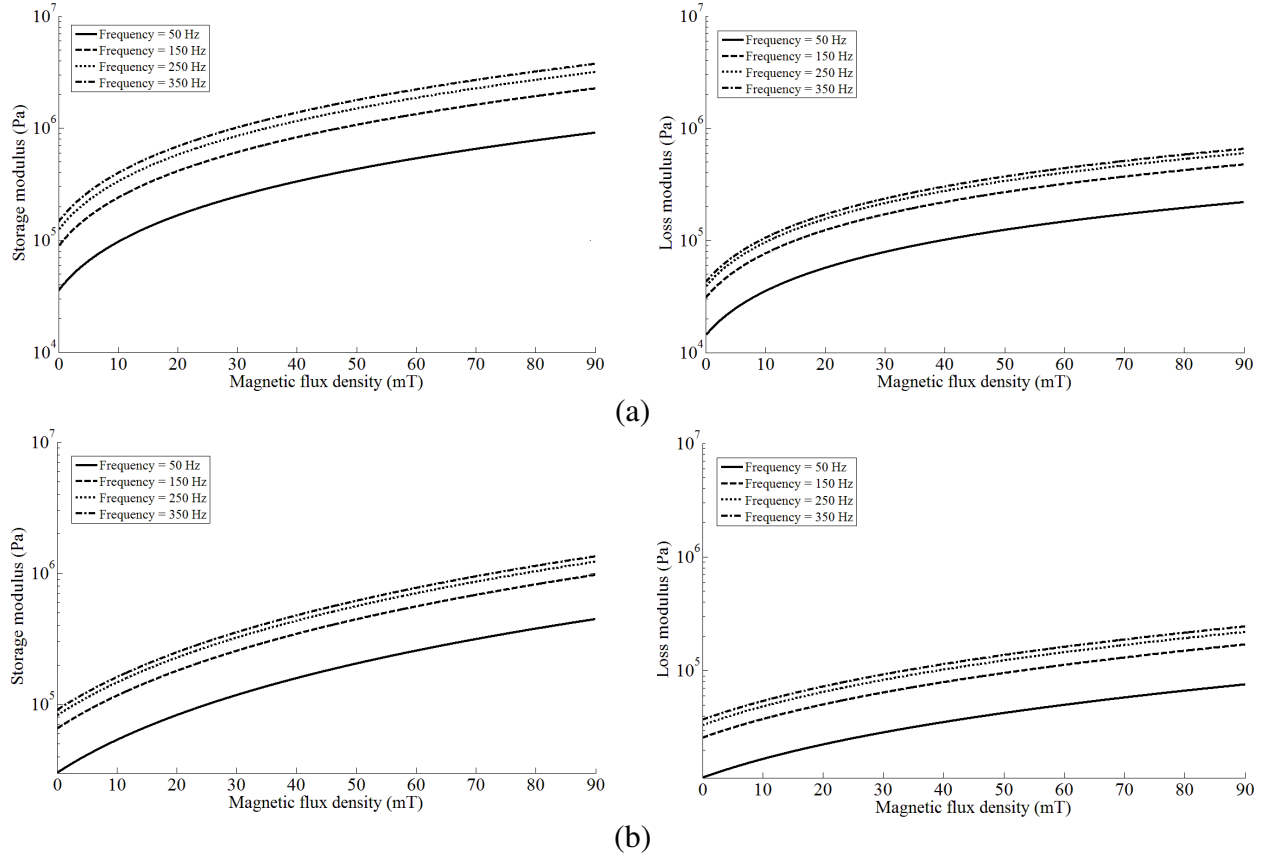 10^7
Frequency = 50 Hz
Frequency = 150 Hz
Frequency = 250 Hz
Frequency = 350 Hz
10^6
10^5
10^4
Storage modulus (Pa)
0 10 20 30 40 50 60 70 80 90
Magnetic flux density (mT)
10^7
Frequency = 50 Hz
Frequency = 150 Hz
Frequency = 250 Hz
Frequency = 350 Hz
10^6
10^5
10^4
Loss modulus (Pa)
0 10 20 30 40 50 60 70 80 90
Magnetic flux density (mT)
(a)
10^7
Frequency = 50 Hz
Frequency = 150 Hz
Frequency = 250 Hz
Frequency = 350 Hz
10^6
10^5
Storage modulus (Pa)
0 10 20 30 40 50 60 70 80 90
Magnetic flux density (mT)
10^7
Frequency = 50 Hz
Frequency = 150 Hz
Frequency = 250 Hz
Frequency = 350 Hz
10^6
10^5
Loss modulus (Pa)
0 10 20 30 40 50 60 70 80 90
Magnetic flux density (mT)
(b)